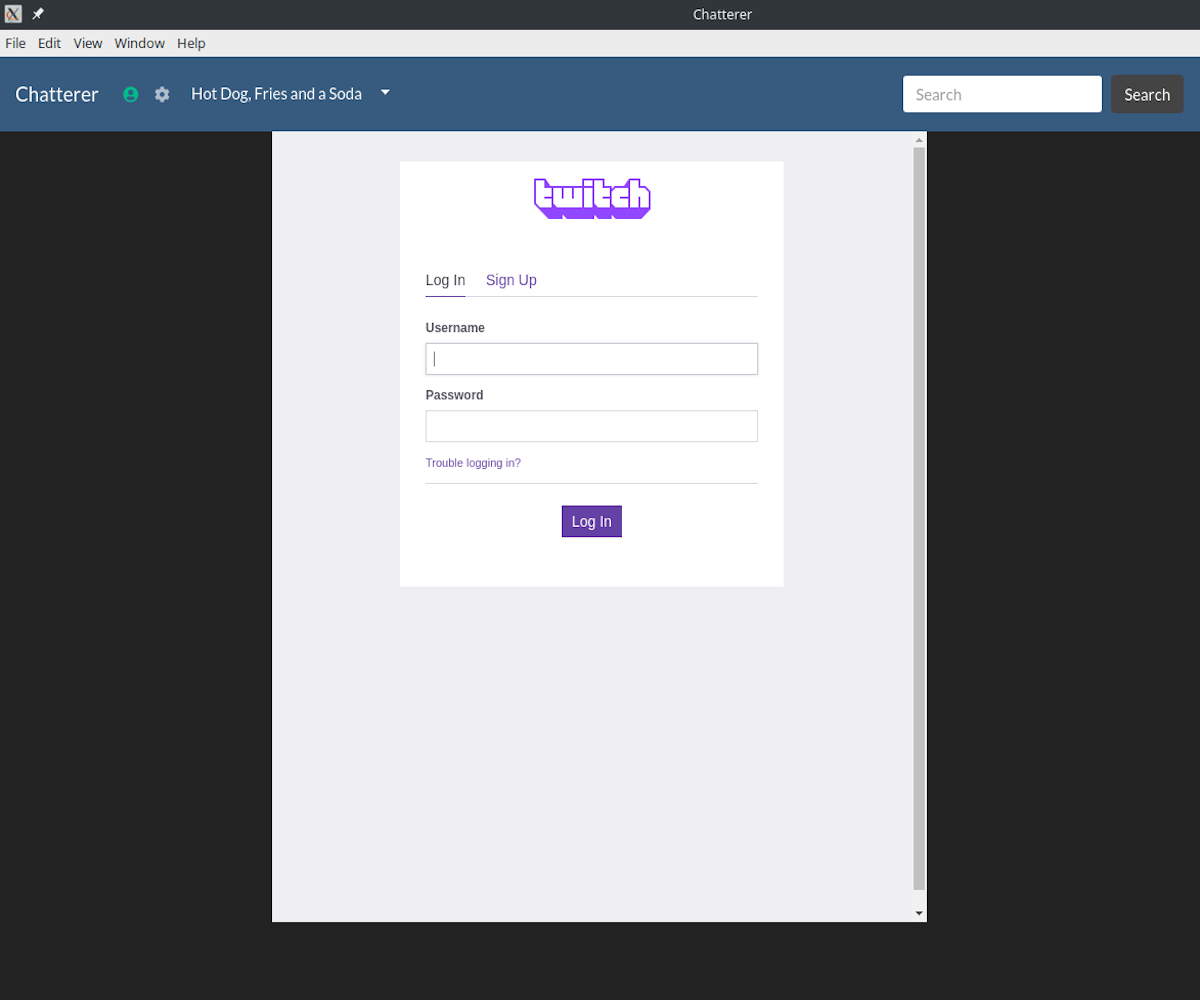 Chatterer
File Edit View Window Help
Chatterer Hot Dog, Fries and a Soda Search Search
twitch
Log In Sign Up
Username
Password
Trouble logging in?
Log In